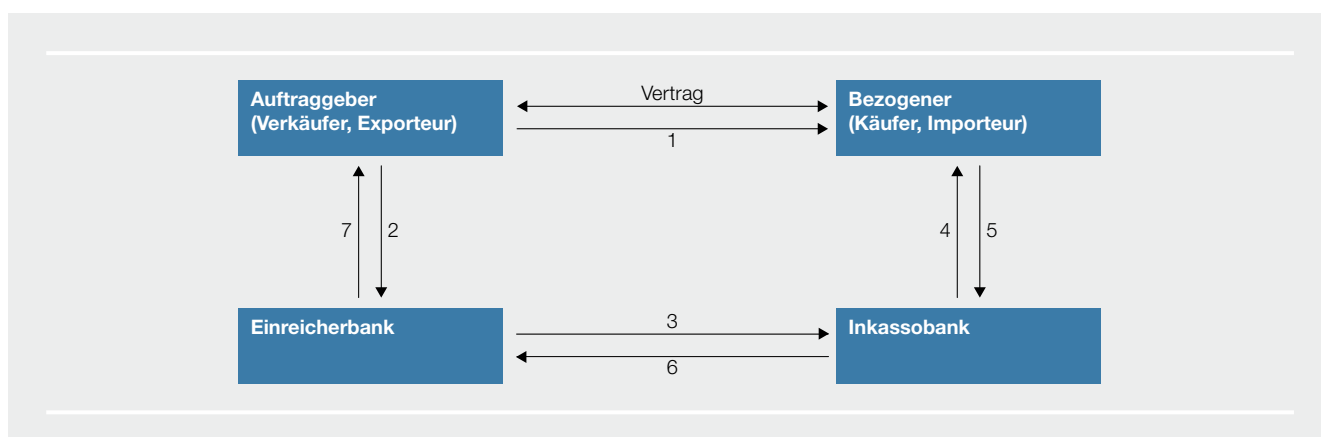 Auftraggeber
(Verkäufer, Exporteur)
Vertrag
1
Bezogener
(Käufer, Importeur)
7
2
4
5
Einreicherbank
3
6
Inkassobank